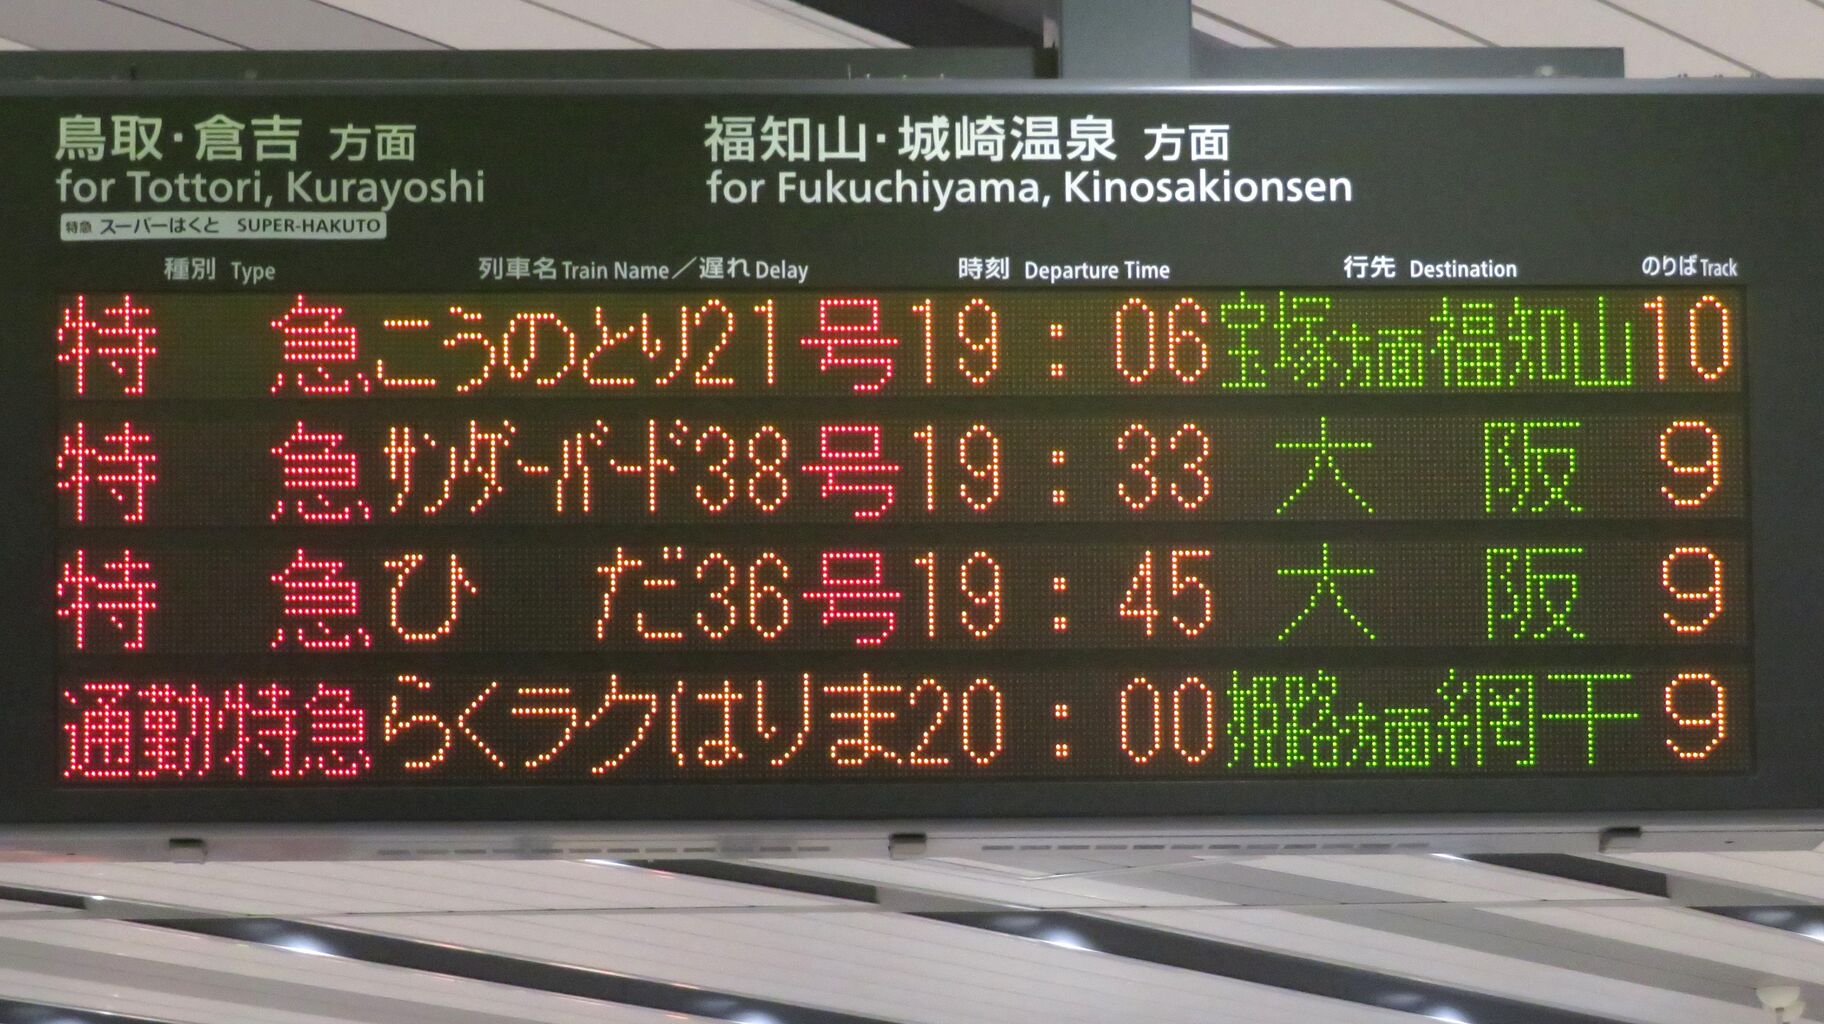 鳥取・倉吉 方面
for Tottori, Kurayoshi
特急 スーパーはくと SUPER-HAKUTO
福知山・城崎温泉 方面
for Fukuchiyama, Kinosakionsen
種別 Type 列車名 Train Name／遅れ Delay 時刻 Departure Time 行先 Destination のりば Track
特急 こうのとり21号 19:06 宝塚方面福知山 10
特急 サンダーバード38号 19:33 大阪 9
特急 ひだ36号 19:45 大阪 9
通勤特急 らくラクはりま 20:00 姫路方面網干 9